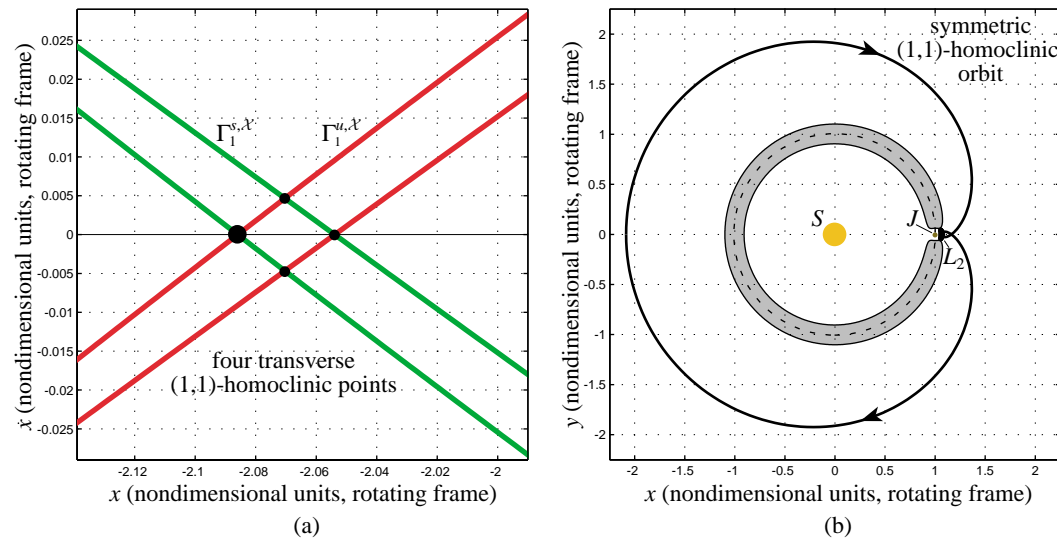 0.025
0.02
0.015
0.01
0.005
0
-0.005
-0.01
-0.015
-0.02
-0.025
ẋ (nondimensional units, rotating frame)
Γ₁ˢ,𝒳
Γ₁ᵘ,𝒳
four transverse
(1,1)-homoclinic points
-2.12 -2.1 -2.08 -2.06 -2.04 -2.02 -2
x (nondimensional units, rotating frame)
(a)
2
1.5
1
0.5
0
-0.5
-1
-1.5
-2
y (nondimensional units, rotating frame)
symmetric
(1,1)-homoclinic
orbit
S
J
L₂
-2 -1.5 -1 -0.5 0 0.5 1 1.5 2
x (nondimensional units, rotating frame)
(b)